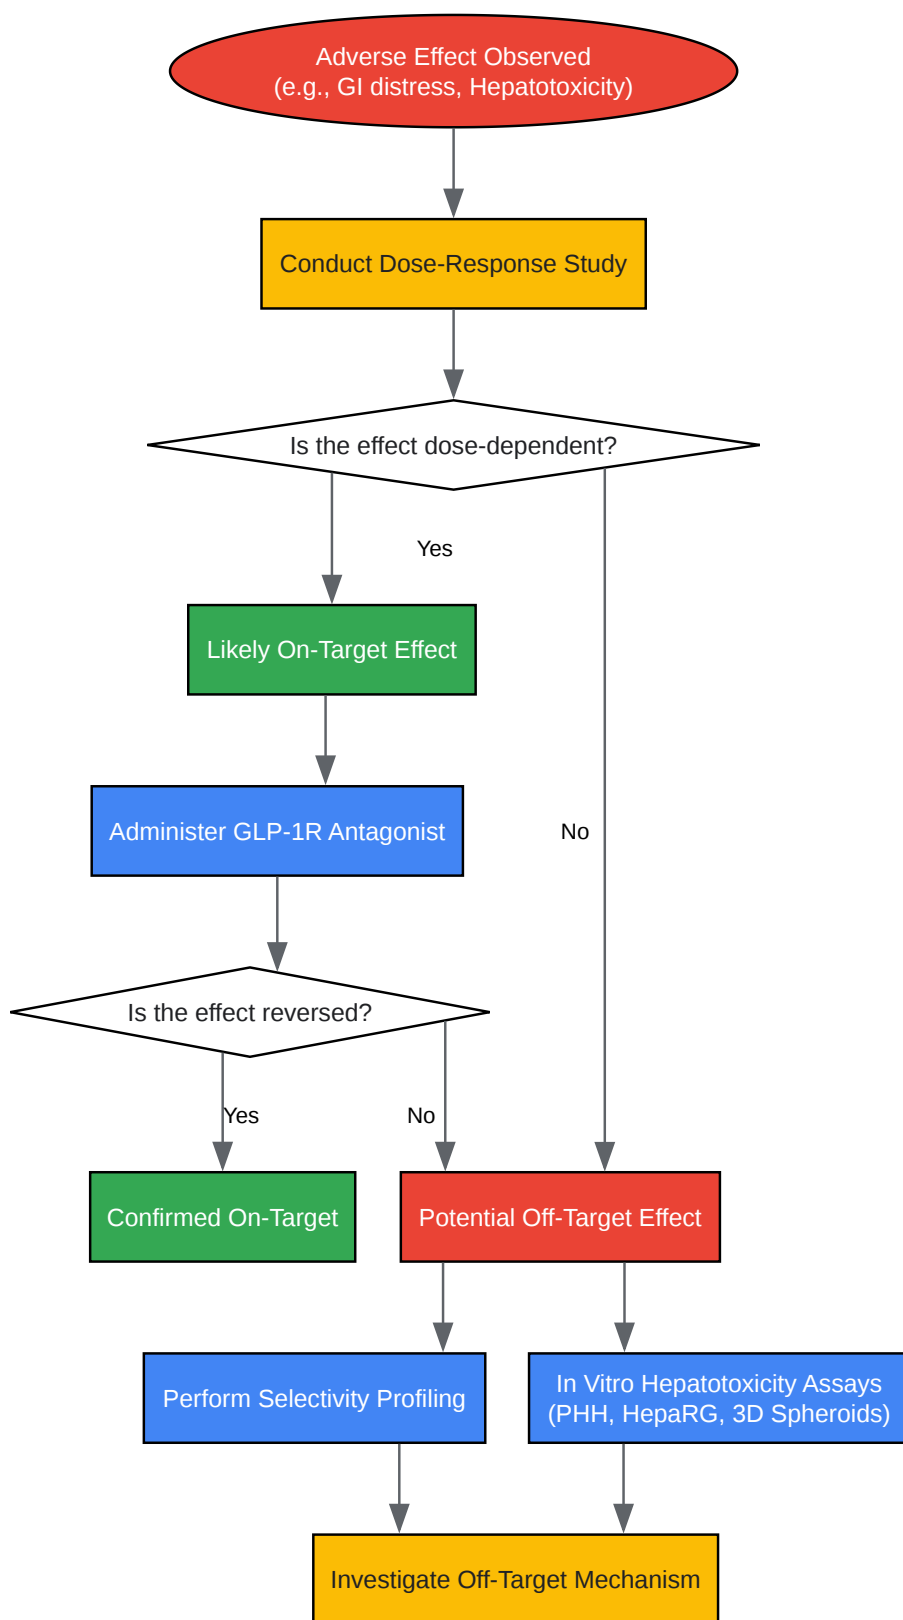 Adverse Effect Observed
(e.g., GI distress, Hepatotoxicity)
Conduct Dose-Response Study
Is the effect dose-dependent?
Yes
Likely On-Target Effect
Administer GLP-1R Antagonist
No
Is the effect reversed?
Yes
No
Confirmed On-Target
Potential Off-Target Effect
Perform Selectivity Profiling
In Vitro Hepatotoxicity Assays
(PHH, HepaRG, 3D Spheroids)
Investigate Off-Target Mechanism